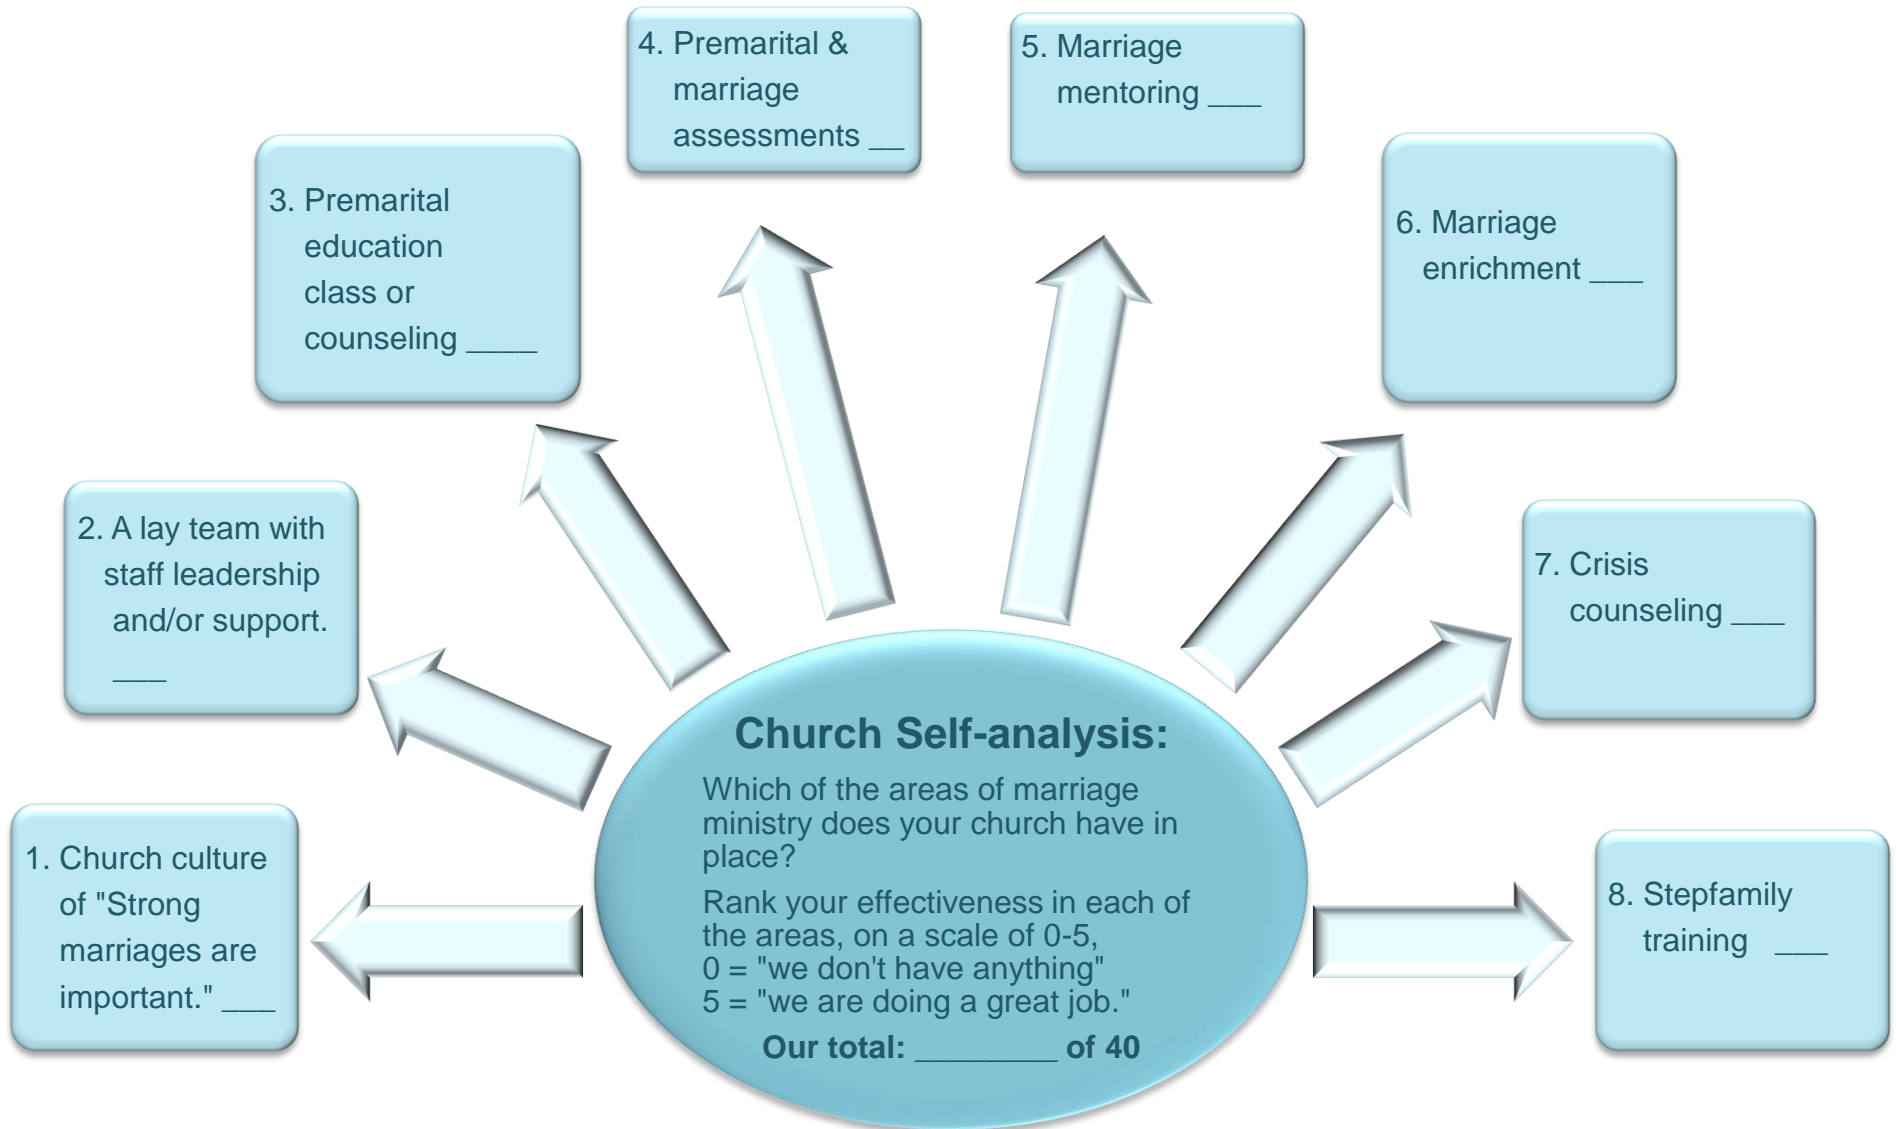 1. Church culture
of "Strong
marriages are
important." ___
2. A lay team with
staff leadership
and/or support.
___
3. Premarital
education
class or
counseling ____
4. Premarital &
marriage
assessments __
5. Marriage
mentoring ___
6. Marriage
enrichment ___
7. Crisis
counseling ___
8. Stepfamily
training ___
Church Self-analysis:
Which of the areas of marriage
ministry does your church have in
place?
Rank your effectiveness in each of
the areas, on a scale of 0-5,
0 = "we don't have anything"
5 = "we are doing a great job."
Our total: ________ of 40